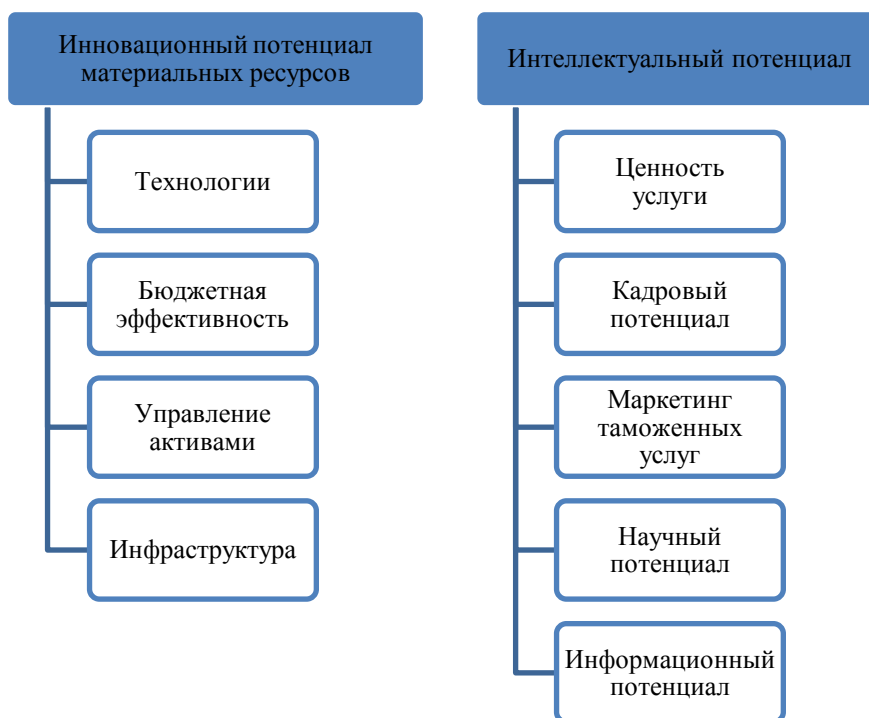 Инновационный потенциал
материальных ресурсов
Технологии
Бюджетная
эффективность
Управление
активами
Инфраструктура
Интеллектуальный потенциал
Ценность
услуги
Кадровый
потенциал
Маркетинг
таможенных
услуг
Научный
потенциал
Информационный
потенциал